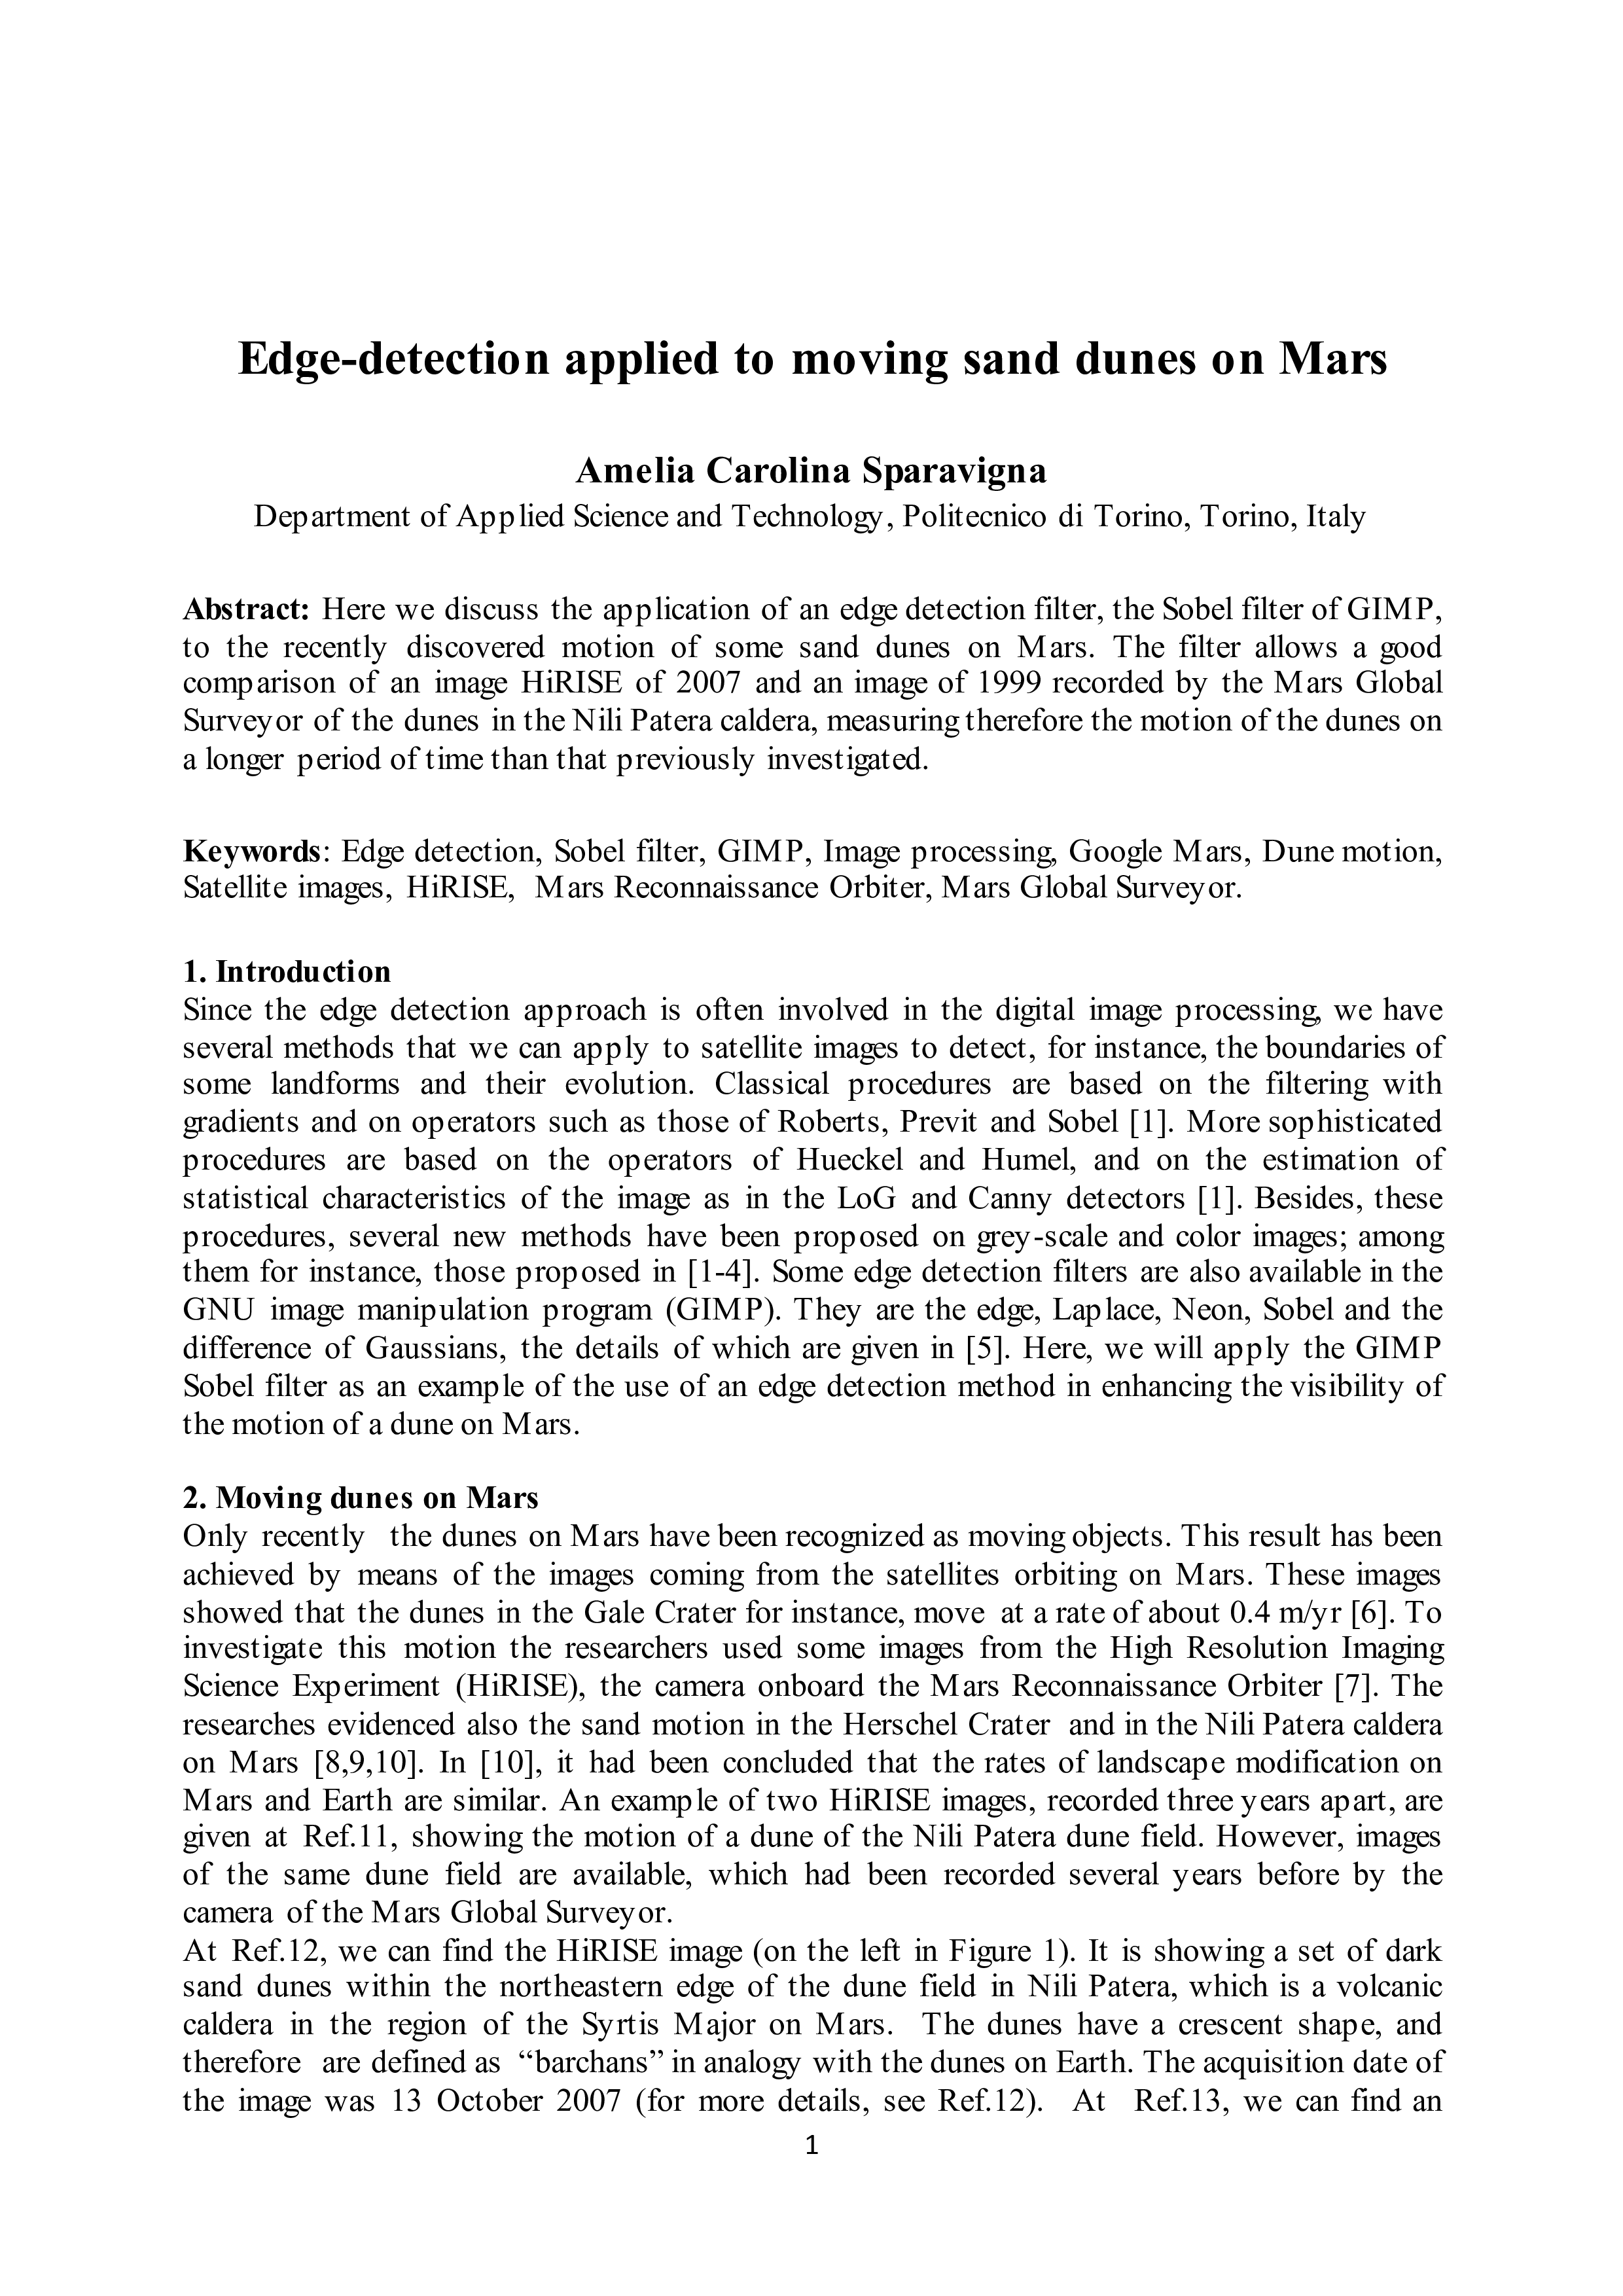 Edge-detection applied to moving sand dunes on Mars
Amelia Carolina Sparavigna
Department of Applied Science and Technology, Politecnico di Torino, Torino, Italy
Abstract: Here we discuss the application of an edge detection filter, the Sobel filter of GIMP,
to the recently discovered motion of some sand dunes on Mars. The filter allows a good
comparison of an image HiRISE of 2007 and an image of 1999 recorded by the Mars Global
Surveyor of the dunes in the Nili Patera caldera, measuring therefore the motion of the dunes on
a longer period of time than that previously investigated.
Keywords: Edge detection, Sobel filter, GIMP, Image processing, Google Mars, Dune motion,
Satellite images, HiRISE, Mars Reconnaissance Orbiter, Mars Global Surveyor.
1. Introduction
Since the edge detection approach is often involved in the digital image processing, we have
several methods that we can apply to satellite images to detect, for instance, the boundaries of
some landforms and their evolution. Classical procedures are based on the filtering with
gradients and on operators such as those of Roberts, Previt and Sobel [1]. More sophisticated
procedures are based on the operators of Hueckel and Humel, and on the estimation of
statistical characteristics of the image as in the LoG and Canny detectors [1]. Besides, these
procedures, several new methods have been proposed on grey-scale and color images; among
them for instance, those proposed in [1-4]. Some edge detection filters are also available in the
GNU image manipulation program (GIMP). They are the edge, Laplace, Neon, Sobel and the
difference of Gaussians, the details of which are given in [5]. Here, we will apply the GIMP
Sobel filter as an example of the use of an edge detection method in enhancing the visibility of
the motion of a dune on Mars.
2. Moving dunes on Mars
Only recently the dunes on Mars have been recognized as moving objects. This result has been
achieved by means of the images coming from the satellites orbiting on Mars. These images
showed that the dunes in the Gale Crater for instance, move at a rate of about 0.4 m/yr [6]. To
investigate this motion the researchers used some images from the High Resolution Imaging
Science Experiment (HiRISE), the camera onboard the Mars Reconnaissance Orbiter [7]. The
researches evidenced also the sand motion in the Herschel Crater and in the Nili Patera caldera
on Mars [8,9,10]. In [10], it had been concluded that the rates of landscape modification on
Mars and Earth are similar. An example of two HiRISE images, recorded three years apart, are
given at Ref.11, showing the motion of a dune of the Nili Patera dune field. However, images
of the same dune field are available, which had been recorded several years before by the
camera of the Mars Global Surveyor.
At Ref.12, we can find the HiRISE image (on the left in Figure 1). It is showing a set of dark
sand dunes within the northeastern edge of the dune field in Nili Patera, which is a volcanic
caldera in the region of the Syrtis Major on Mars. The dunes have a crescent shape, and
therefore are defined as “barchans” in analogy with the dunes on Earth. The acquisition date of
the image was 13 October 2007 (for more details, see Ref.12). At Ref.13, we can find an
1